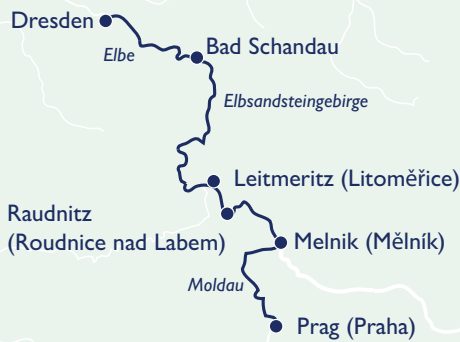 Dresden
Elbe
Bad Schandau
Elbsandsteingebirge
Leitmeritz (Litoměřice)
Raudnitz
(Roudnice nad Labem)
Melnik (Mělník)
Moldau
Prag (Praha)